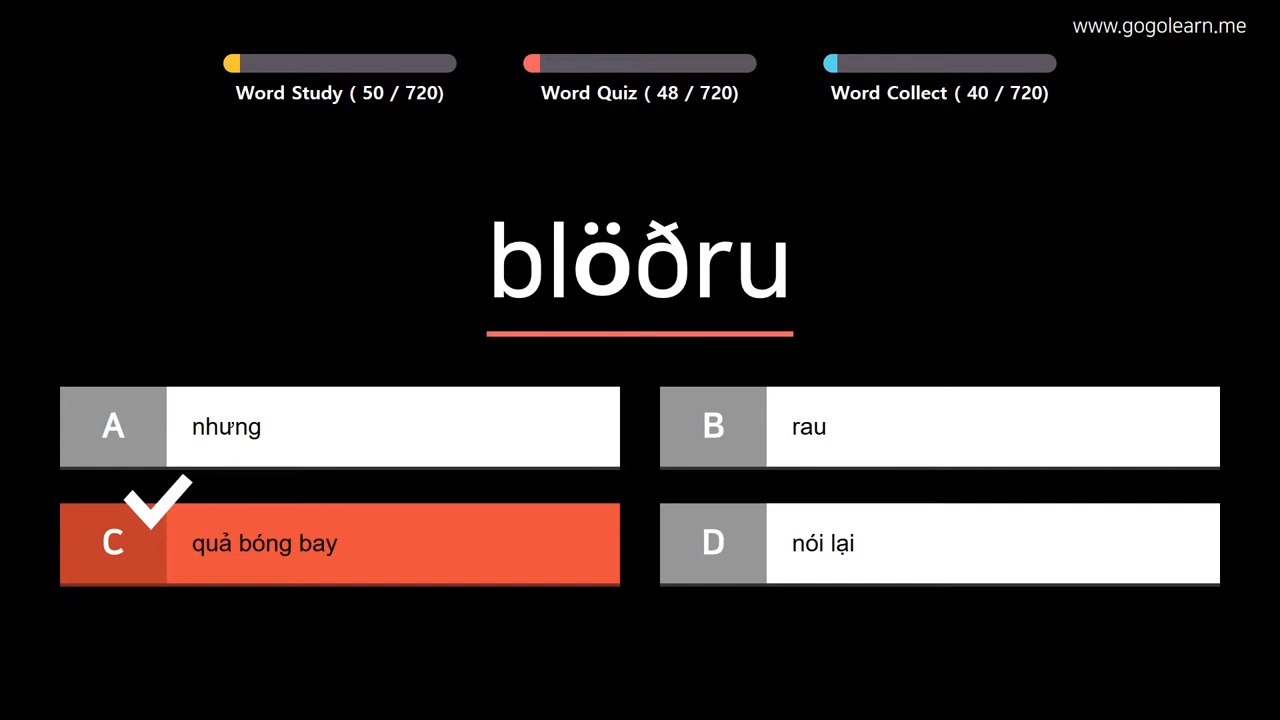 www.gogolearn.me
Word Study ( 50 / 720)
Word Quiz ( 48 / 720)
Word Collect ( 40 / 720)
blöðru
A nhưng
B rau
C quả bóng bay
D nói lại